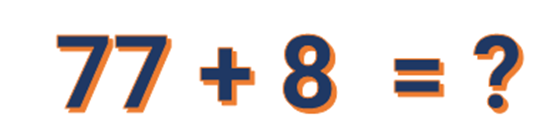 77 + 8 = ?